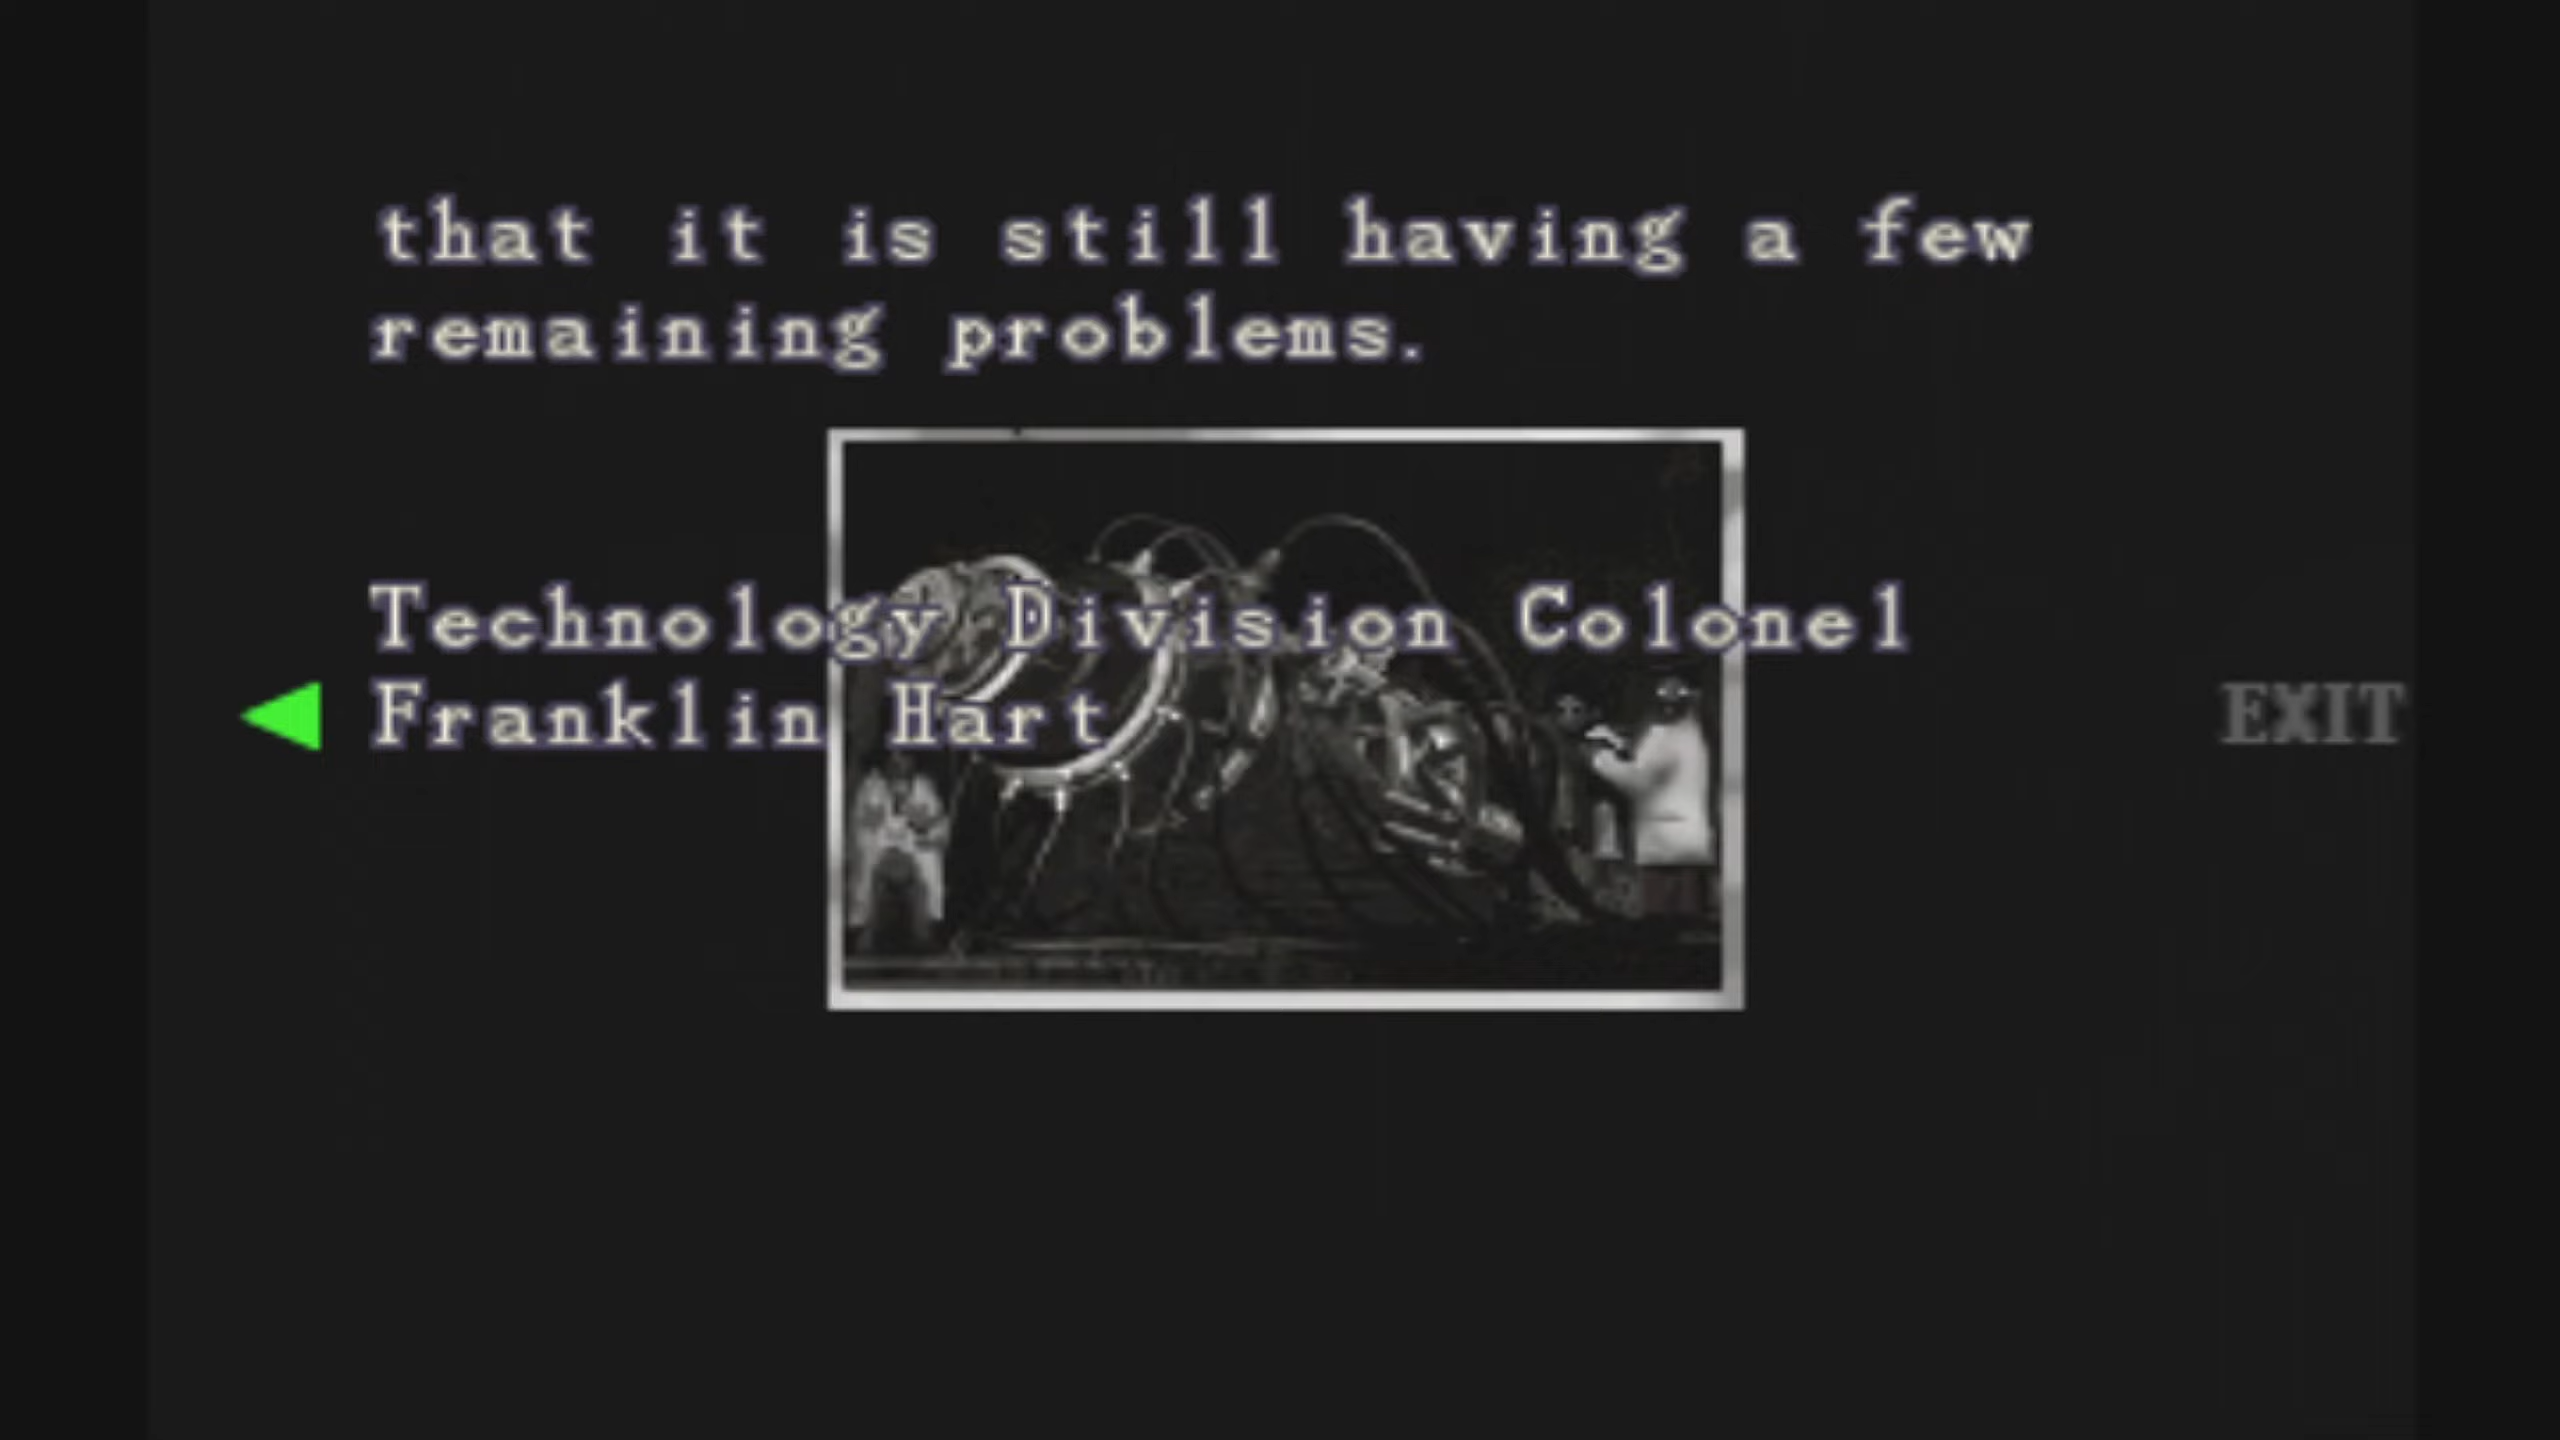 that it is still having a few
remaining problems.
Technology Division Colonel
Franklin Hart
EXIT